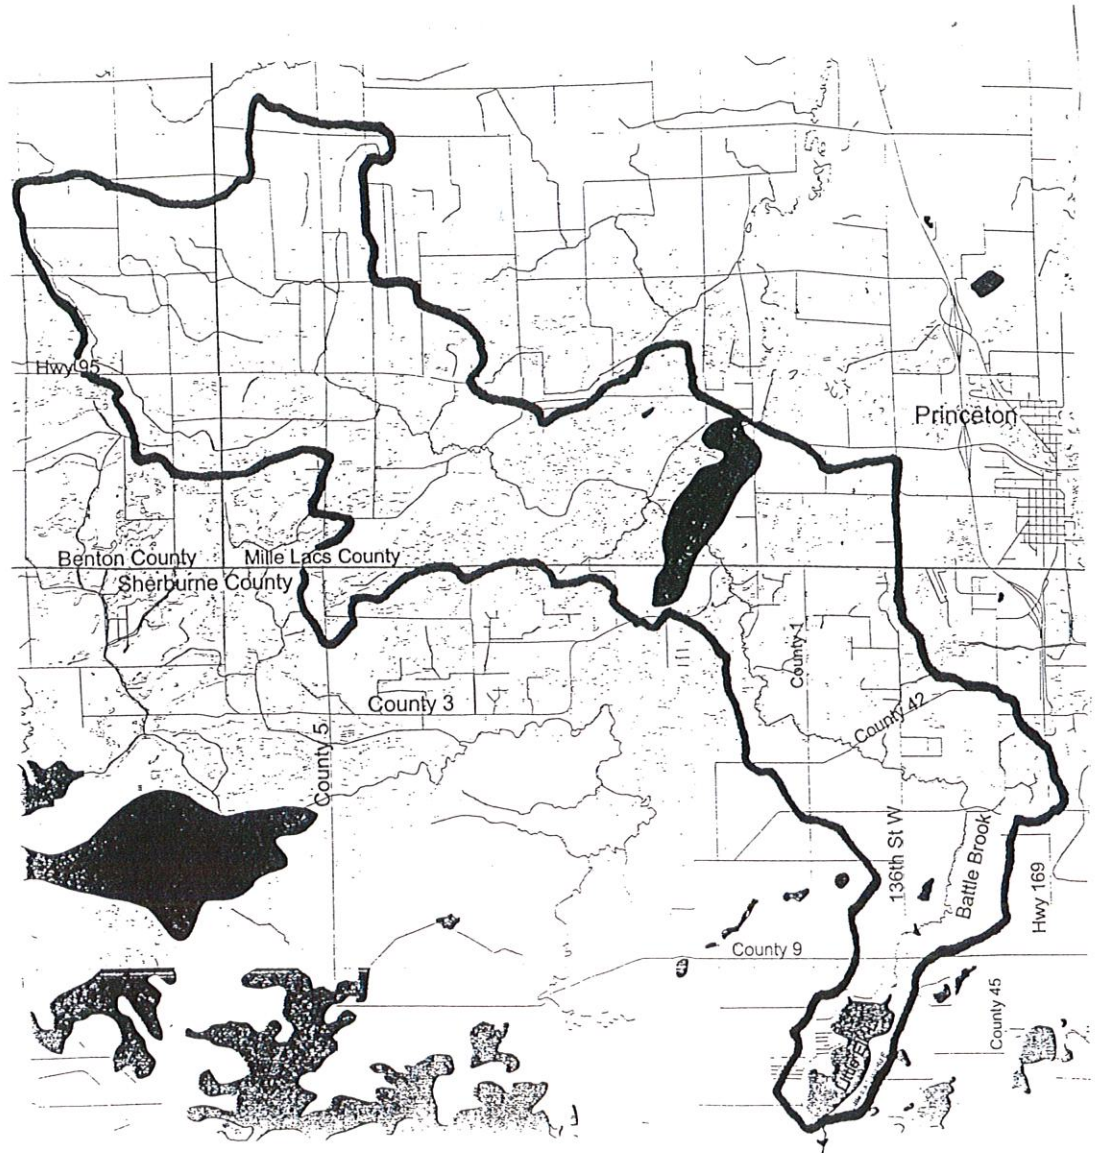 Hwy 95
Princeton
Benton County
Mille Lacs County
Sherburne County
County 1
County 3
County 42
County 5
136th St W
Battle Brook
Hwy 169
County 9
County 45